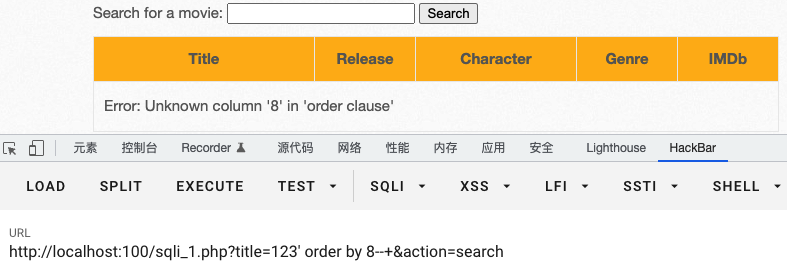 Search for a movie: Search
Title Release Character Genre IMDb
Error: Unknown column '8' in 'order clause'
元素 控制台 Recorder 源代码 网络 性能 内存 应用 安全 Lighthouse HackBar
LOAD SPLIT EXECUTE TEST SQLI XSS LFI SSTI SHELL
URL
http://localhost:100/sqli_1.php?title=123' order by 8--+&action=search